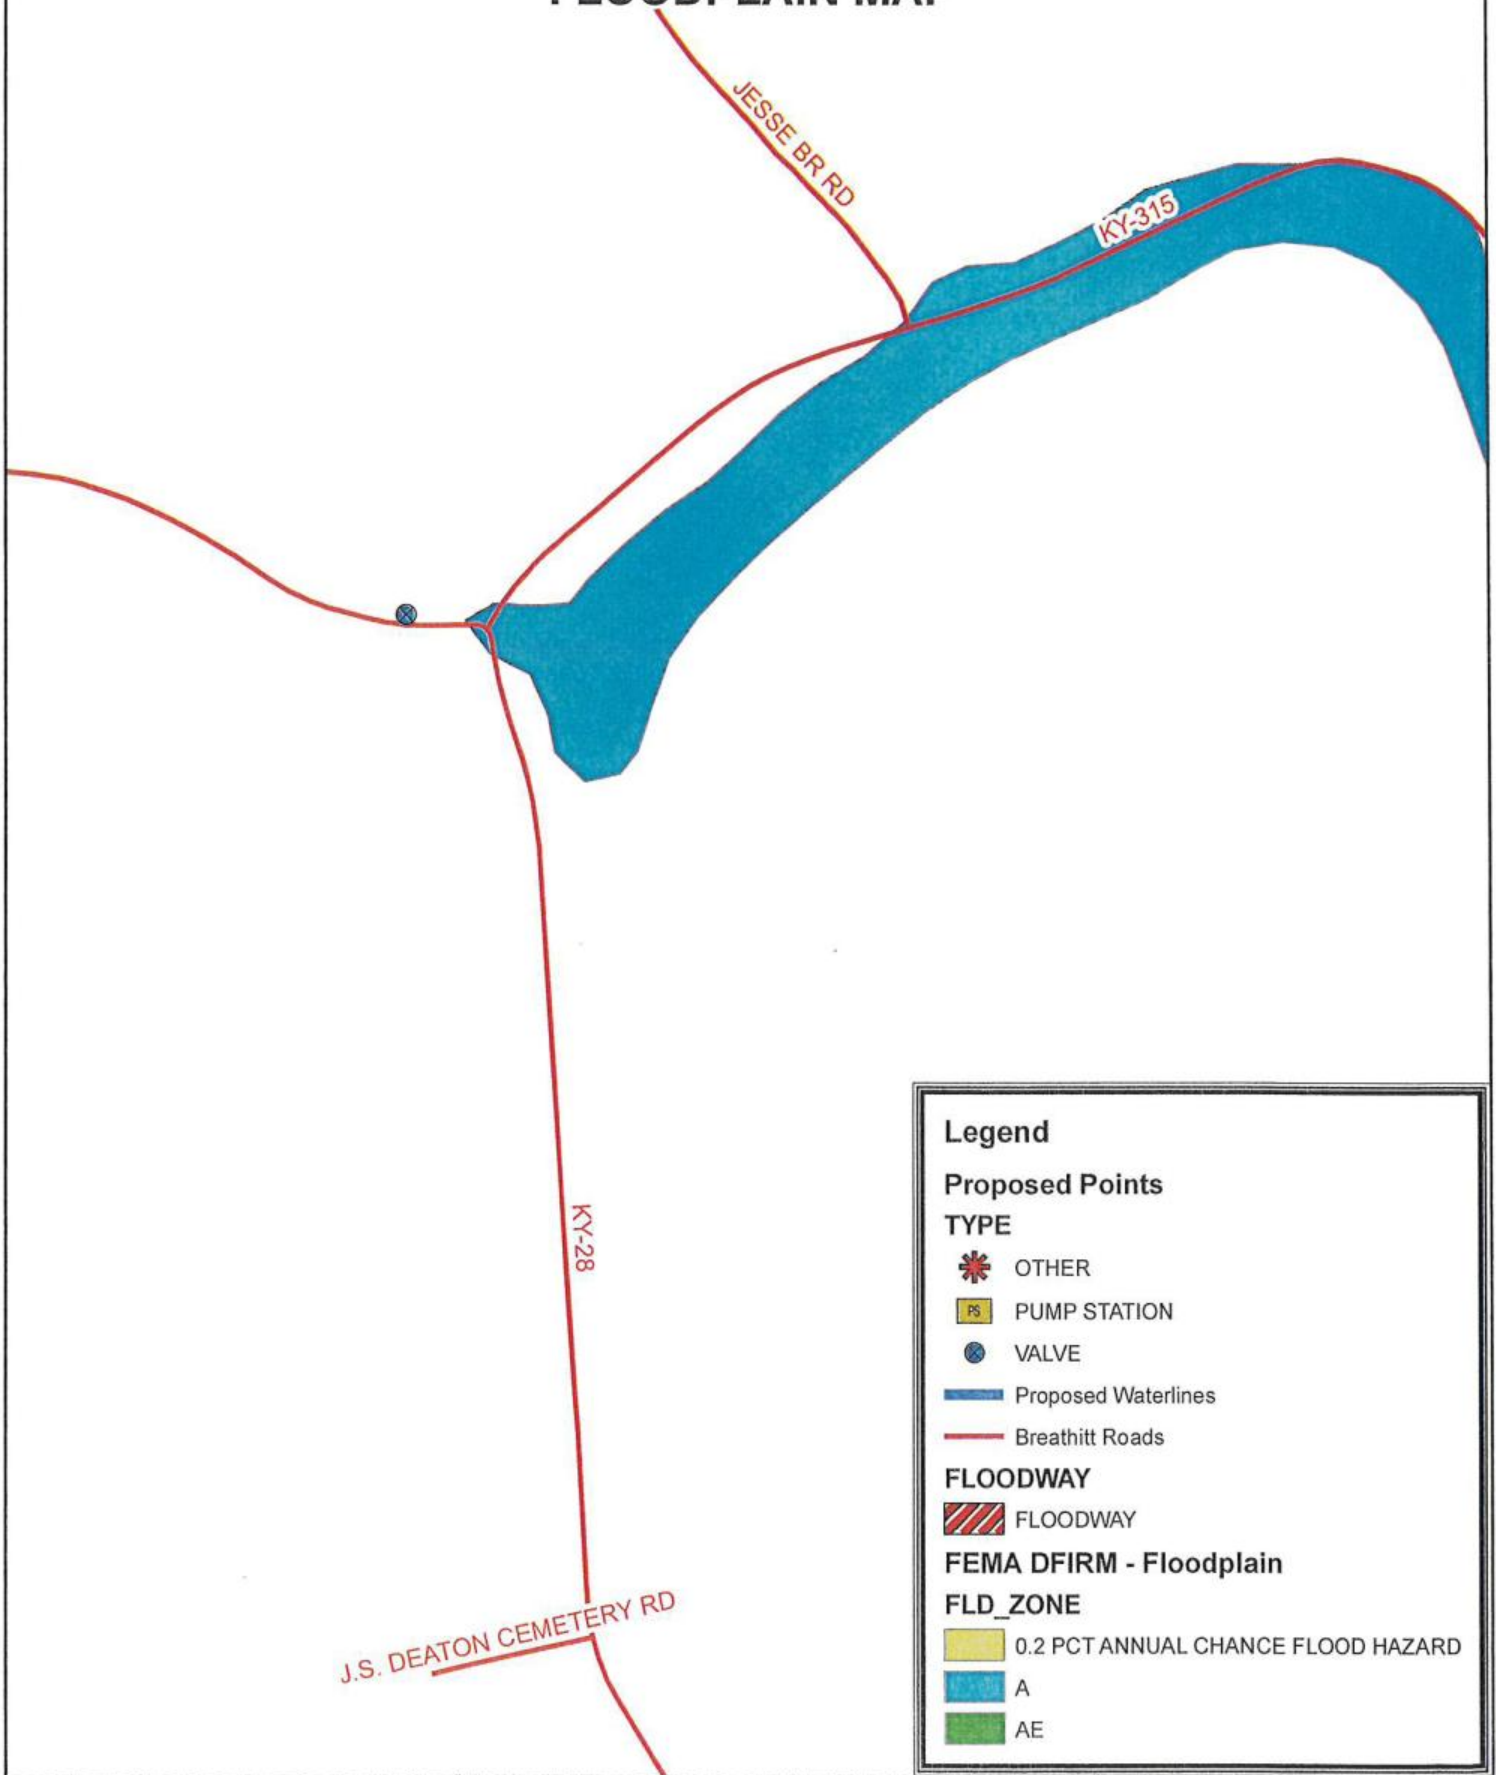 JESSE BR RD
KY-315
KY-28
J.S. DEATON CEMETERY RD
Legend
Proposed Points
TYPE
OTHER
PS PUMP STATION
VALVE
Proposed Waterlines
Breathitt Roads
FLOODWAY
FLOODWAY
FEMA DFIRM - Floodplain
FLD_ZONE
0.2 PCT ANNUAL CHANCE FLOOD HAZARD
A
AE